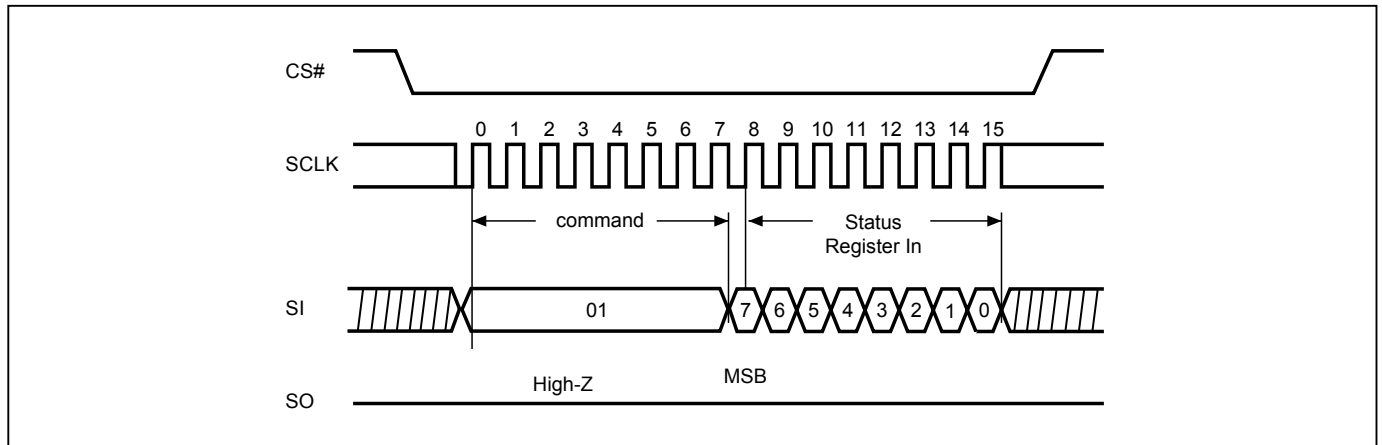 CS#
0 1 2 3 4 5 6 7 8 9 10 11 12 13 14 15
SCLK
command
Status
Register In
SI
01
7 6 5 4 3 2 1 0
High-Z
MSB
SO